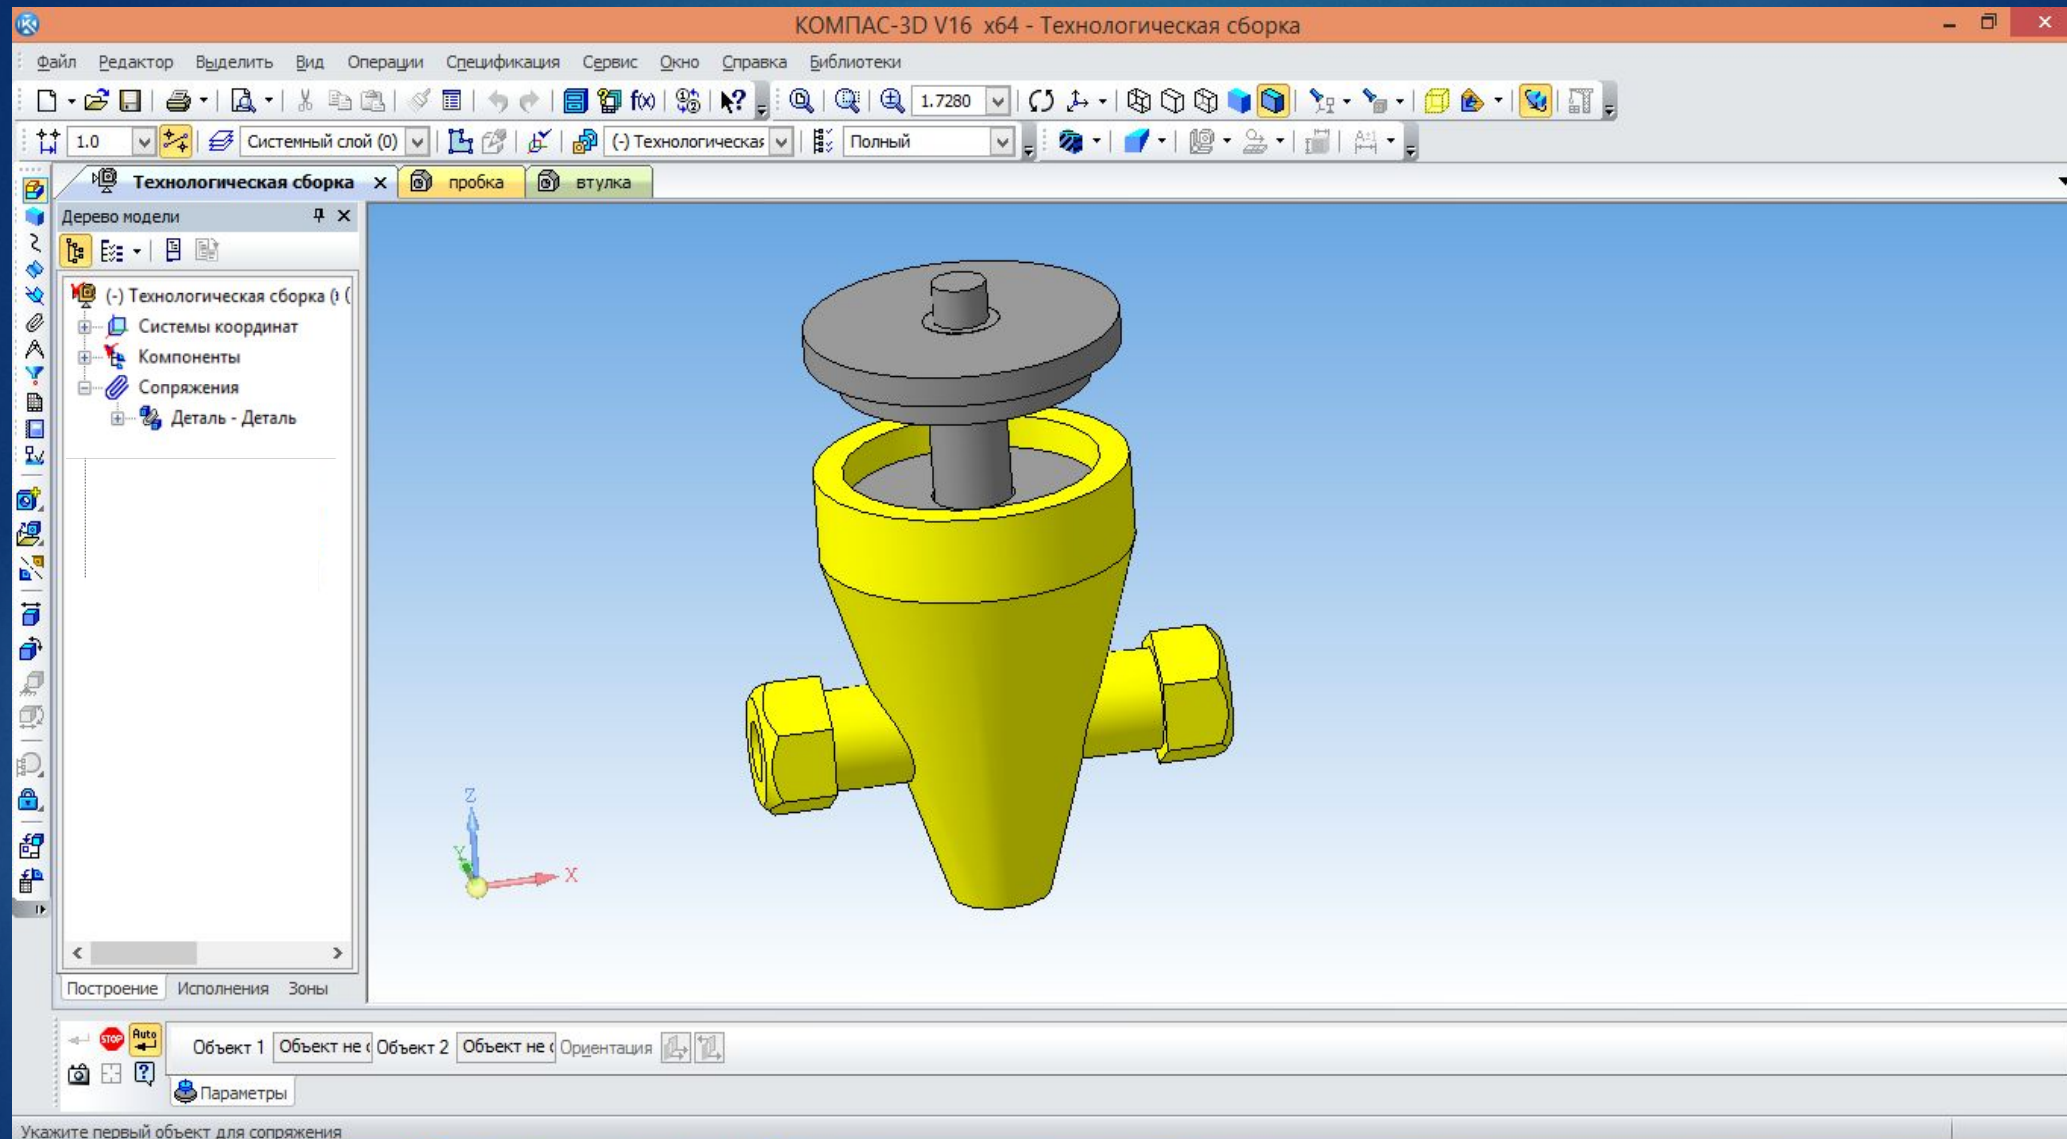 КОМПАС-3D V16 x64 - Технологическая сборка
Файл Редактор Выделить Вид Операции Спецификация Сервис Окно Справка Библиотеки
f(x) 1.7280
1.0 Системный слой (0) (-) Технологическая Полный
Технологическая сборка пробка втулка
Дерево модели
(-) Технологическая сборка (
Системы координат
Компоненты
Сопряжения
Деталь - Деталь
Z
Y
X
Построение Исполнения Зоны
STOP Auto
Объект 1 Объект не Объект 2 Объект не Ориентация
Параметры
Укажите первый объект для сопряжения